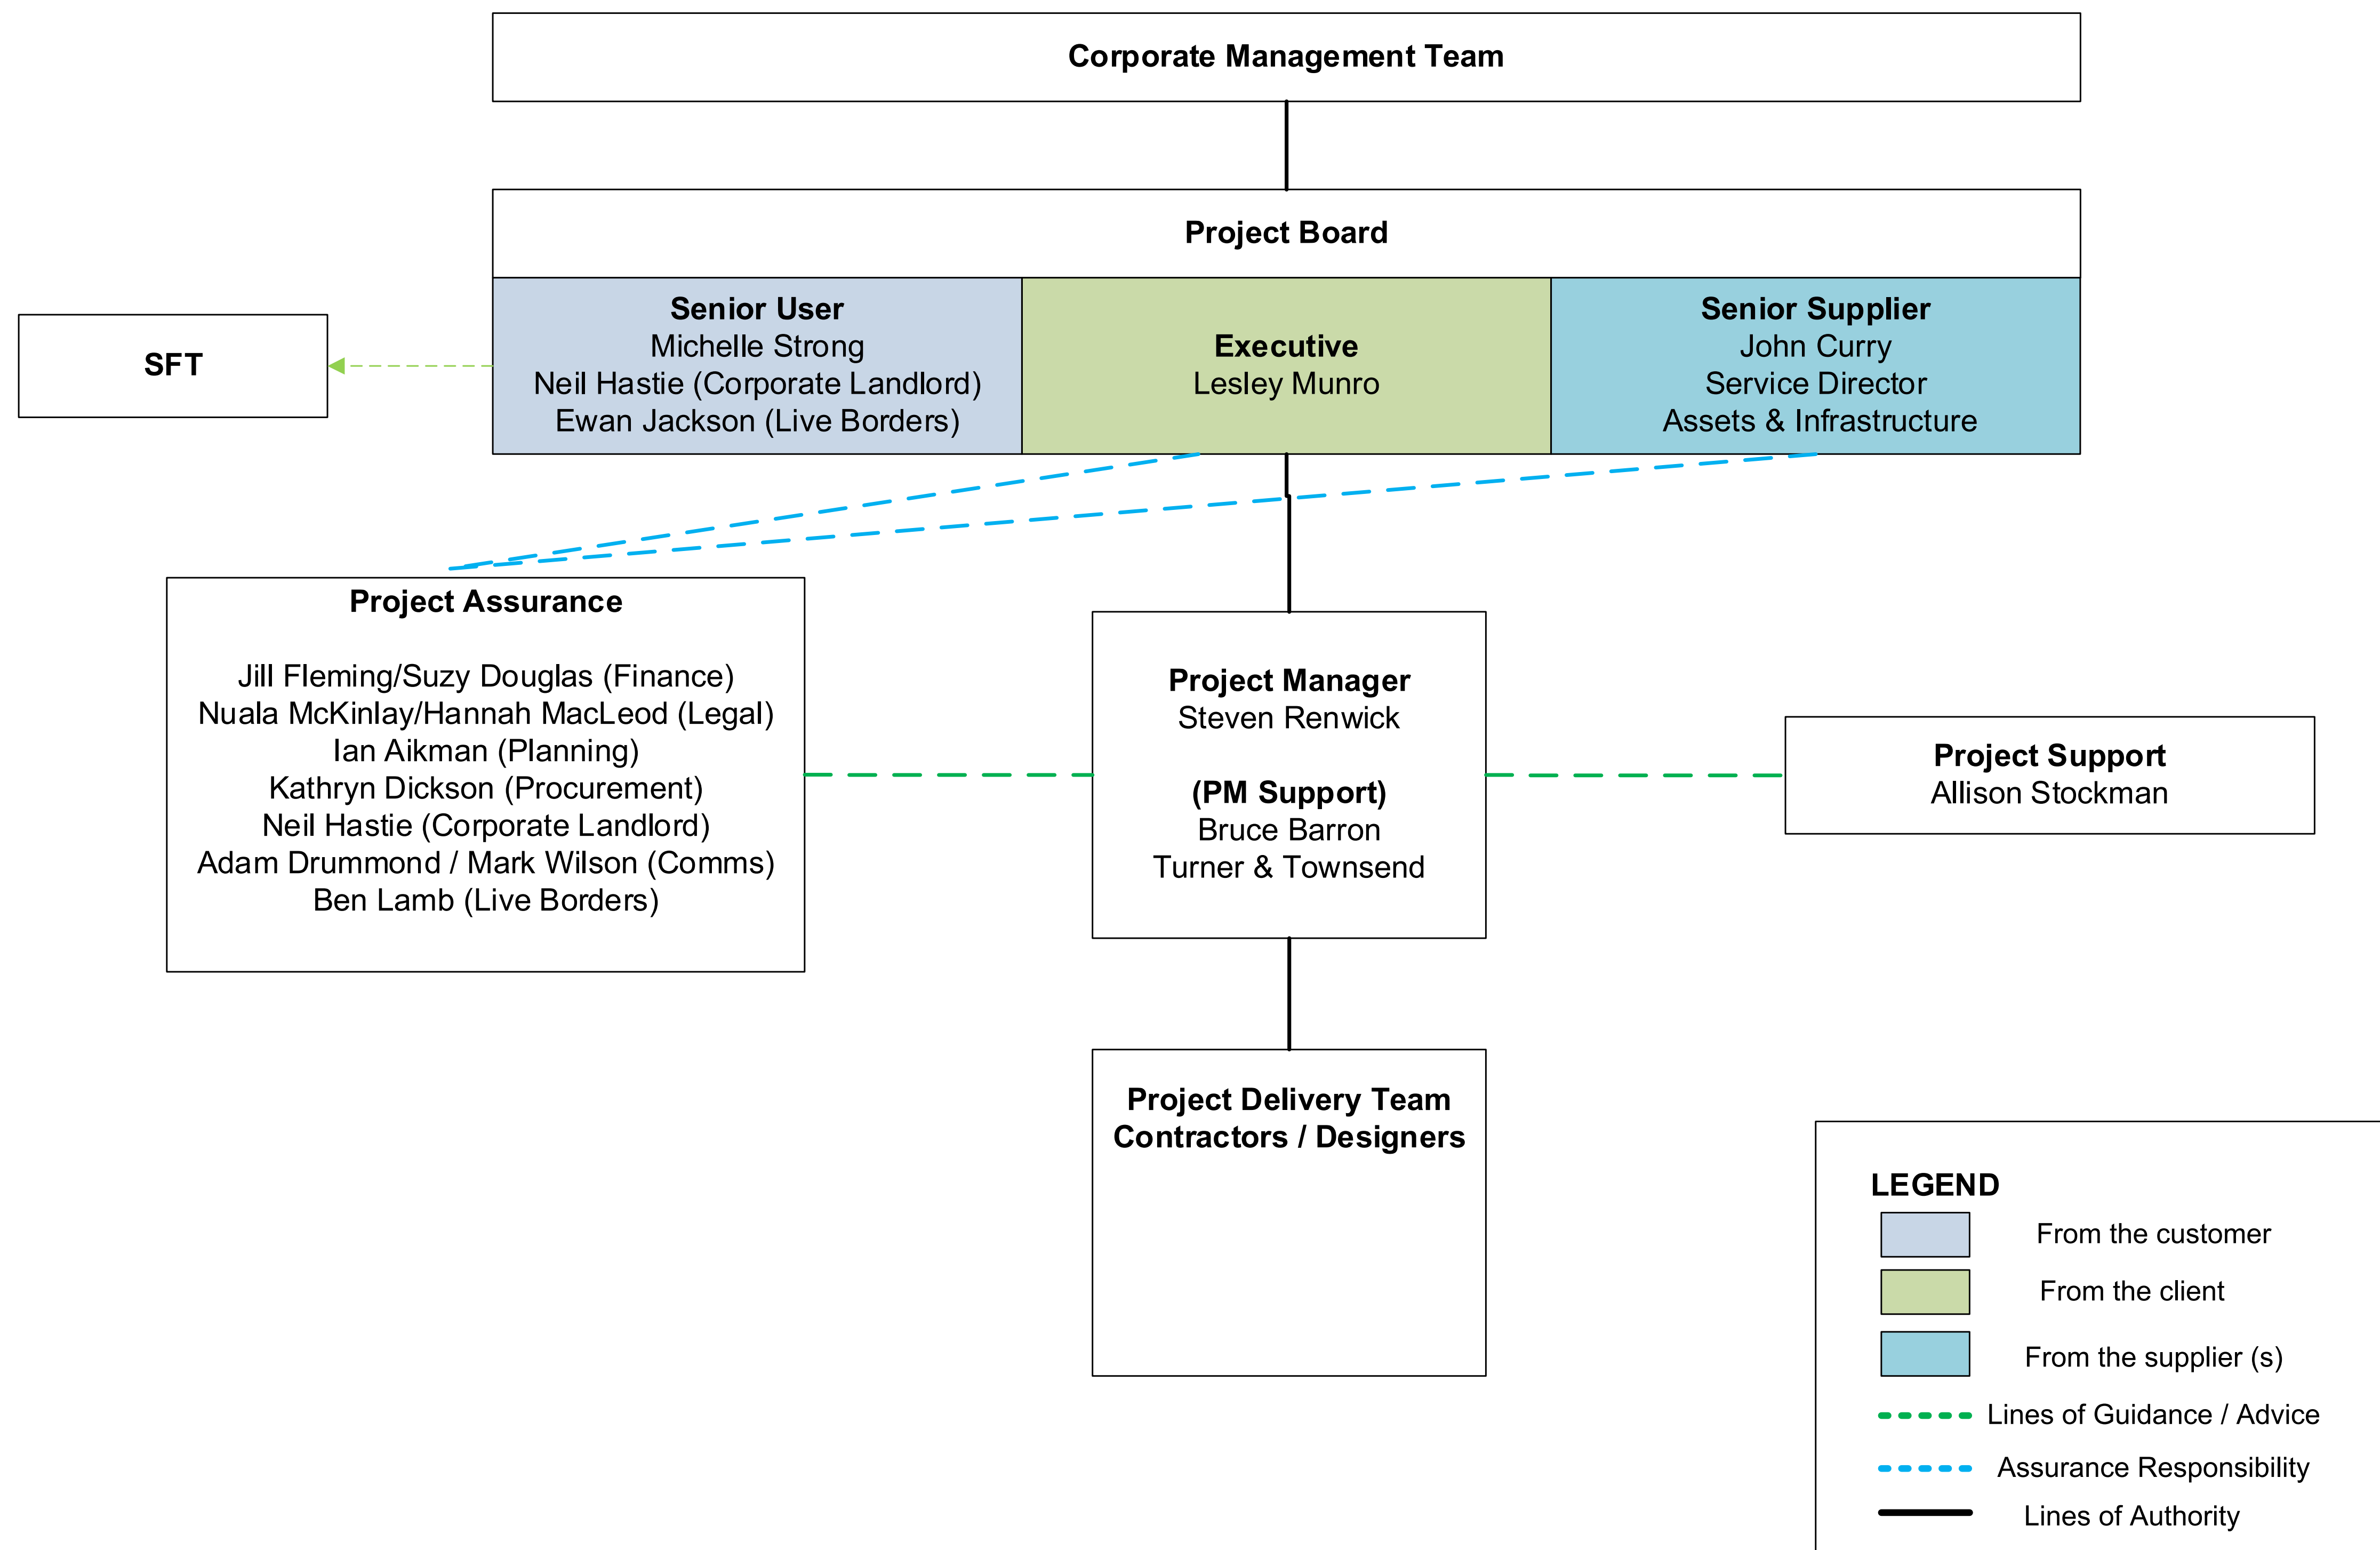 Corporate Management Team
Project Board
Senior User
Michelle Strong
Neil Hastie (Corporate Landlord)
Ewan Jackson (Live Borders)
Executive
Lesley Munro
Senior Supplier
John Curry
Service Director
Assets & Infrastructure
SFT
Project Assurance
Jill Fleming/Suzy Douglas (Finance)
Nuala McKinlay/Hannah MacLeod (Legal)
Ian Aikman (Planning)
Kathryn Dickson (Procurement)
Neil Hastie (Corporate Landlord)
Adam Drummond / Mark Wilson (Comms)
Ben Lamb (Live Borders)
Project Manager
Steven Renwick
(PM Support)
Bruce Barron
Turner & Townsend
Project Support
Allison Stockman
Project Delivery Team
Contractors / Designers
LEGEND
From the customer
From the client
From the supplier (s)
Lines of Guidance / Advice
Assurance Responsibility
Lines of Authority